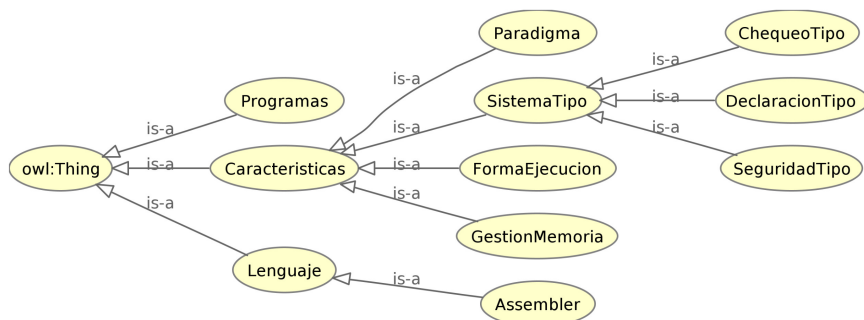 Paradigma
ChequeoTipo
is-a
is-a
Programas
SistemaTipo
is-a
DeclaracionTipo
is-a
is-a
is-a
owl:Thing
is-a
Caracteristicas
is-a
FormaEjecucion
SeguridadTipo
is-a
is-a
GestionMemoria
Lenguaje
is-a
Assembler